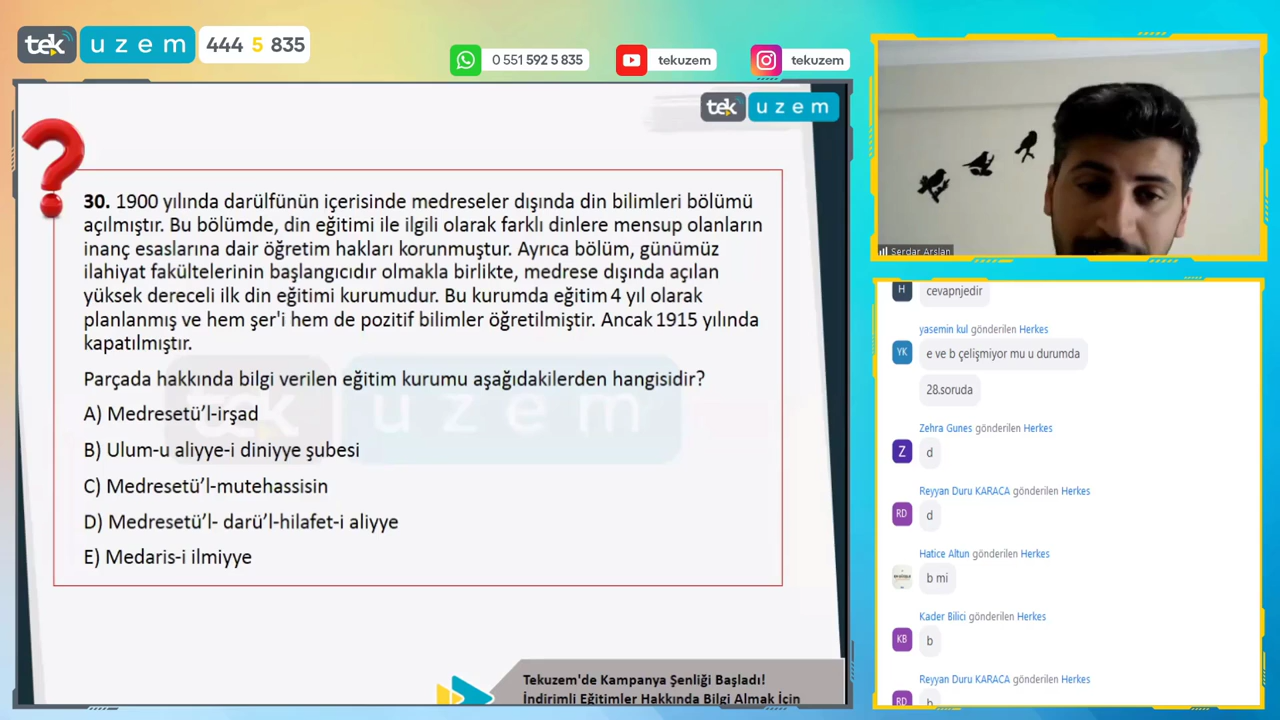 tek uzem 444 5 835
0 551 592 5 835
tekuzem
tekuzem
tek uzem
30. 1900 yılında darülfünün içerisinde medreseler dışında din bilimleri bölümü
açılmıştır. Bu bölümde, din eğitimi ile ilgili olarak farklı dinlere mensup olanların
inanç esaslarına dair öğretim hakları korunmuştur. Ayrıca bölüm, günümüz
ilahiyat fakültelerinin başlangıcıdır olmakla birlikte, medrese dışında açılan
yüksek dereceli ilk din eğitimi kurumudur. Bu kurumda eğitim 4 yıl olarak
planlanmış ve hem şer'i hem de pozitif bilimler öğretilmiştir. Ancak 1915 yılında
kapatılmıştır.
Parçada hakkında bilgi verilen eğitim kurumu aşağıdakilerden hangisidir?
A) Medresetü’l-irşad
B) Ulum-u aliyye-i diniyye şubesi
C) Medresetü’l-mutehassisin
D) Medresetü’l- darü’l-hilafet-i aliyye
E) Medaris-i ilmiyye
tek uzem
Tekuzem'de Kampanya Şenliği Başladı!
İndirimli Eğitimler Hakkında Bilgi Almak İçin
Serdar Arslan
H
cevapnjedir
yasemin kul gönderilen Herkes
YK
e ve b çelişmiyor mu u durumda
28.soruda
Zehra Gunes gönderilen Herkes
Z
d
Reyyan Duru KARACA gönderilen Herkes
RD
d
Hatice Altun gönderilen Herkes
b mi
Kader Bilici gönderilen Herkes
KB
b
Reyyan Duru KARACA gönderilen Herkes
RD
b